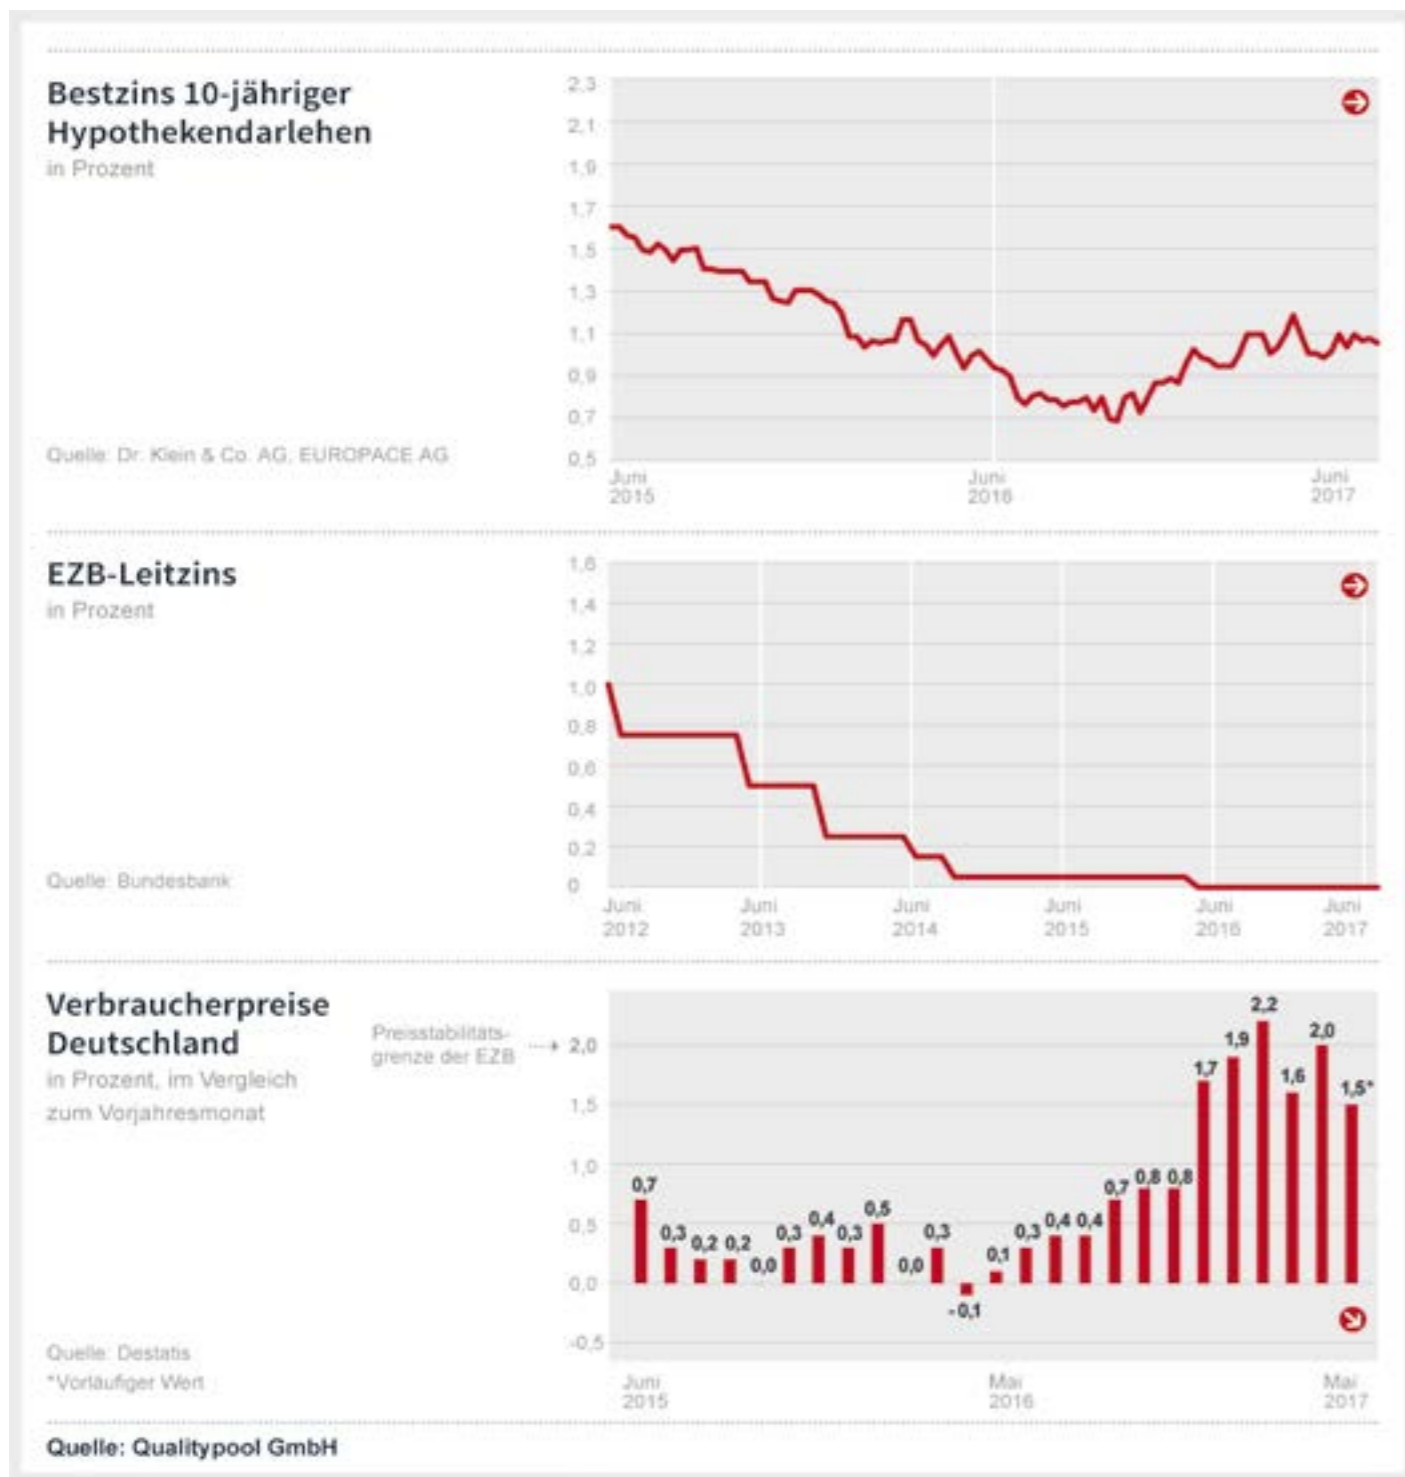 Bestzins 10-jähriger
Hypothekendarlehen
in Prozent
2,3
2,1
1,9
1,7
1,5
1,3
1,1
0,9
0,7
0,5
Juni
2015
Juni
2016
Juni
2017
Quelle: Dr. Klein & Co. AG, EUROPACE AG
EZB-Leitzins
in Prozent
1,6
1,4
1,2
1,0
0,8
0,6
0,4
0,2
0
Juni
2012
Juni
2013
Juni
2014
Juni
2015
Juni
2016
Juni
2017
Quelle: Bundesbank
Verbraucherpreise
Deutschland
in Prozent, im Vergleich
zum Vorjahresmonat
Preisstabilitäts-
grenze der EZB
2,0
1,5
1,0
0,5
0,0
-0,5
0,7
0,3
0,2
0,2
0,0
0,3
0,4
0,3
0,5
0,0
0,3
-0,1
0,1
0,3
0,4
0,4
0,7
0,8
0,8
1,7
1,9
2,2
1,6
2,0
1,5*
Juni
2015
Mai
2016
Mai
2017
Quelle: Destatis
*Vorläufiger Wert
Quelle: Qualitypool GmbH